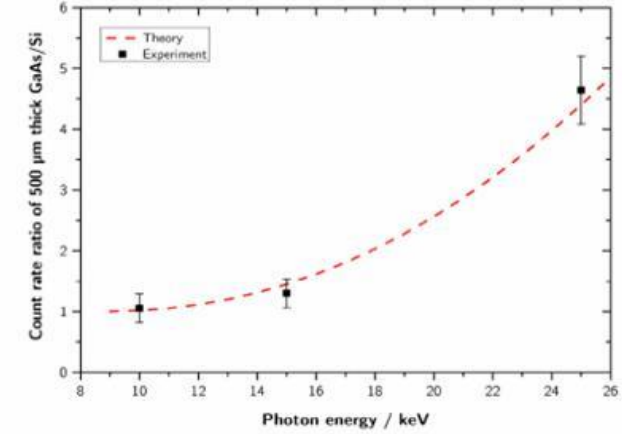 6
5
4
3
2
1
0
Count rate ratio of 500 µm thick GaAs/Si
Theory
Experiment
8 10 12 14 16 18 20 22 24 26
Photon energy / keV